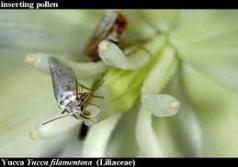 inserting pollen
Yucca Yucca filamentosa (Liliaceae)